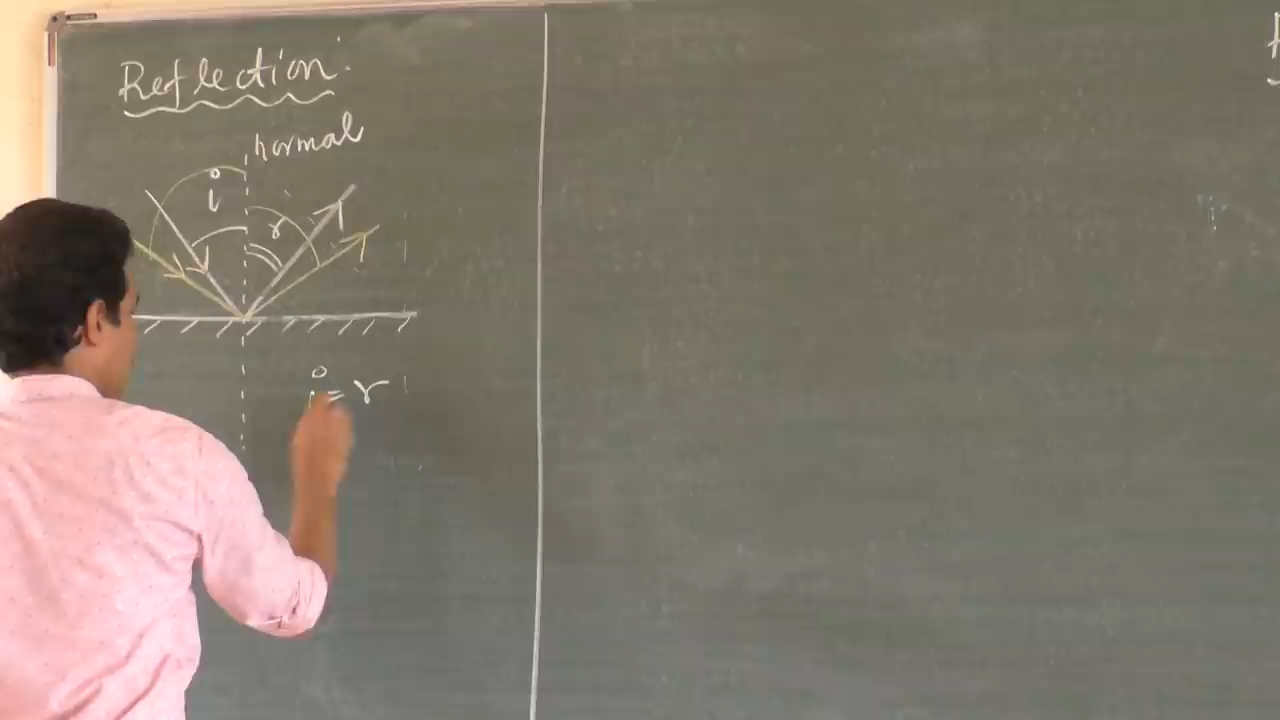 Reflection:
normal
i
r
i = r